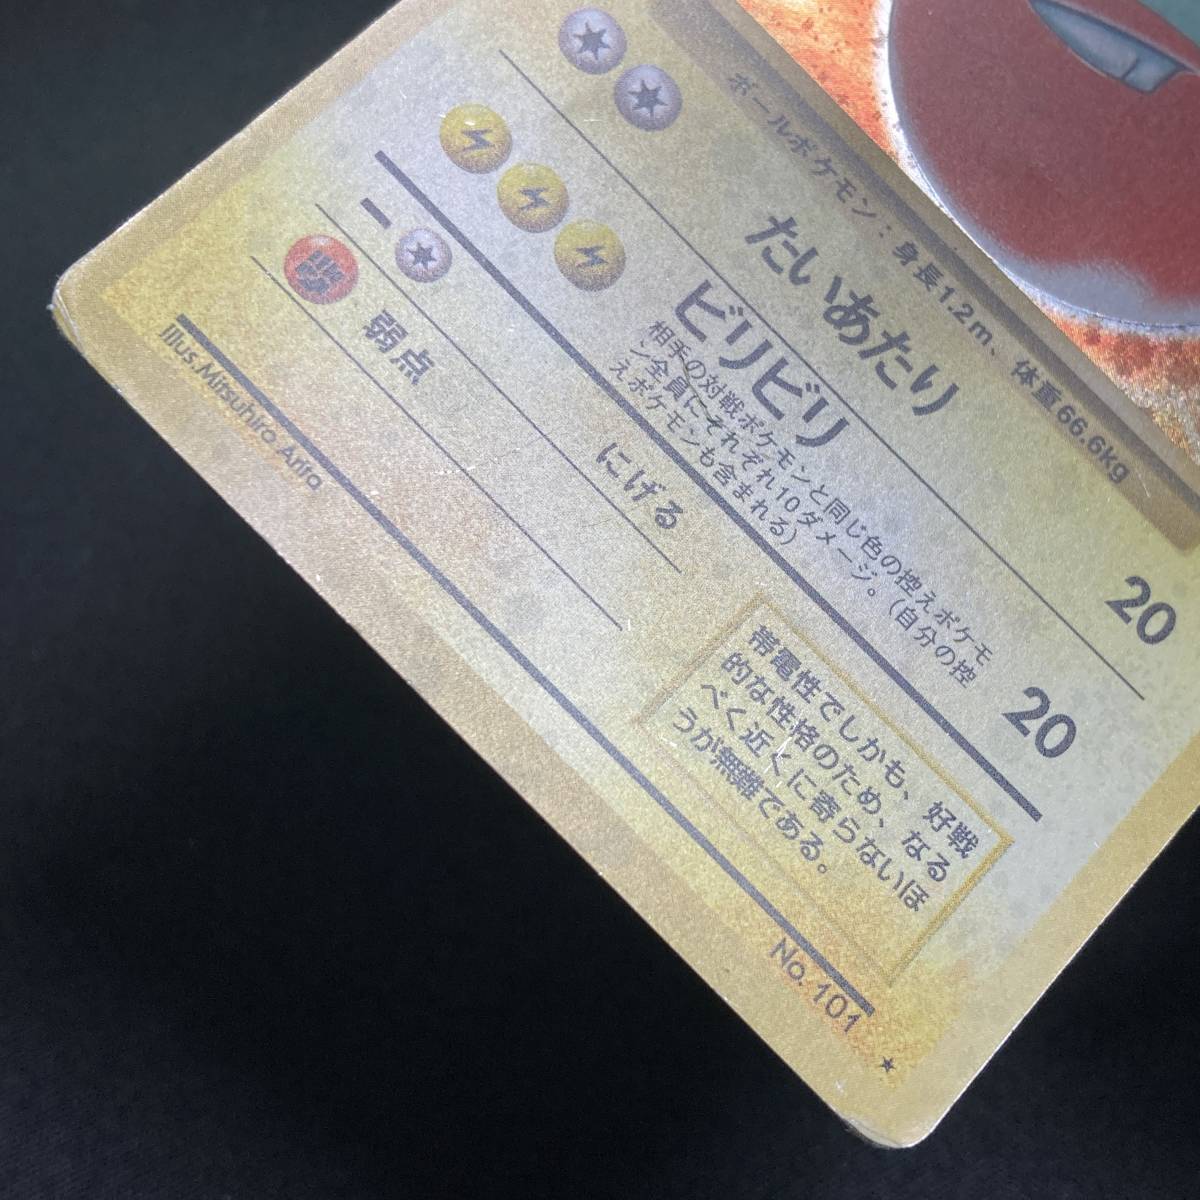 ボールポケモン：身長1.2m、体重66.6kg
たいあたり 20
ビリビリ 20
相手の対戦ポケモンと同じ色の控えポケモ
ン全員にそれぞれ10ダメージ。（自分の控
えポケモンも含まれる）
にげる
弱点
帯電性でしかも、好戦
的な性格のため、なる
べく近くに寄らないほ
うが無難である。
Illus.Mitsuhiro Arita
No.101